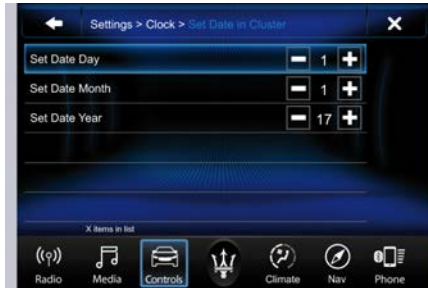 Settings > Clock > Set Date in Cluster
Set Date Day 1
Set Date Month 1
Set Date Year 17
X items in list
Radio Media Controls Climate Nav Phone